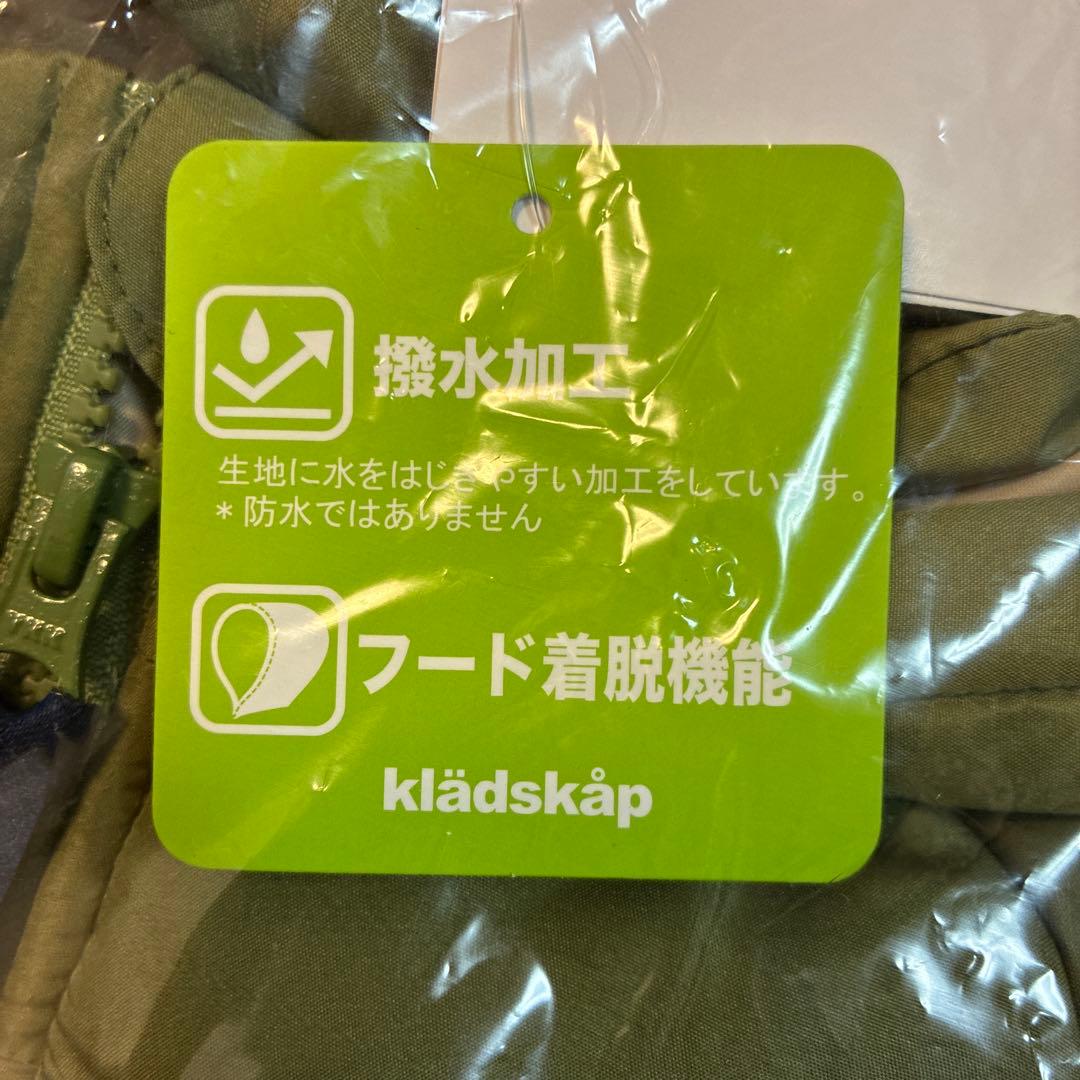 撥水加工
生地に水をはじきやすい加工をしています。
＊防水ではありません
フード着脱機能
klädskåp